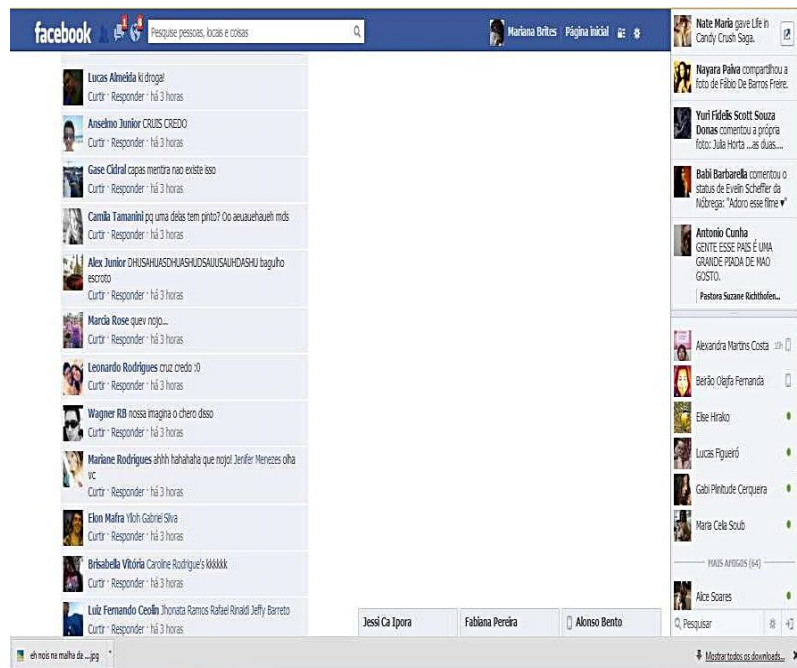 facebook
Pesquise pessoas, locais e coisas
Mariana Brites Página inicial
Lucas Almeida ki droga!
Curtir · Responder · há 3 horas
Anselmo Junior CRUIS CREDO
Curtir · Responder · há 3 horas
Gase Cidral capas mentira nao existe isso
Curtir · Responder · há 3 horas
Camila Tamanini pq uma delas tem pinto? Oo aeuauehaueh mds
Curtir · Responder · há 3 horas
Alex Junior DHUSAHUASDHUASHUDSAUUSAUHDASHU bagulho
escroto
Curtir · Responder · há 3 horas
Marcia Rose quev nojo...
Curtir · Responder · há 3 horas
Leonardo Rodrigues cruz credo :0
Curtir · Responder · há 3 horas
Wagner RB nossa imagina o chero disso
Curtir · Responder · há 3 horas
Mariane Rodrigues ahhh hahahaha que nojo! Jenifer Menezes olha
vc
Curtir · Responder · há 3 horas
Elon Mafra Yloh Gabriel Silva
Curtir · Responder · há 3 horas
Brisabella Vitória Caroline Rodrigue's kkkkkk
Curtir · Responder · há 3 horas
Luiz Fernando Ceolin Jhonata Ramos Rafael Rinaldi Jeffy Barreto
Curtir · Responder · há 3 horas
Nate Maria gave Life in
Candy Crush Saga.
Nayara Paiva compartilhou a
foto de Fábio De Barros Freire.
Yuri Fidelis Scott Souza
Donas comentou a própria
foto: Jula Horta ...as duas....
Babi Barbarella comentou o
status de Evelin Scheffer da
Nóbrega: "Adoro esse filme ♥"
Antonio Cunha
GENTE ESSE PAIS É UMA
GRANDE PIADA DE MAO
GOSTO.
Pastora Suzane Richthofen...
Alexandra Martins Costa
Beirão Olajfa Fernanda
Elise Hirako
Lucas Figueiró
Gabi Plinitude Cerqueira
Maria Cela Soub
MAIS AMIGOS (64)
Alice Soares
Pesquisar
Jessi Ca Ipora
Fabiana Pereira
Alonso Bento
eh nois na malha da ....jpg
Mostrar todos os downloads...